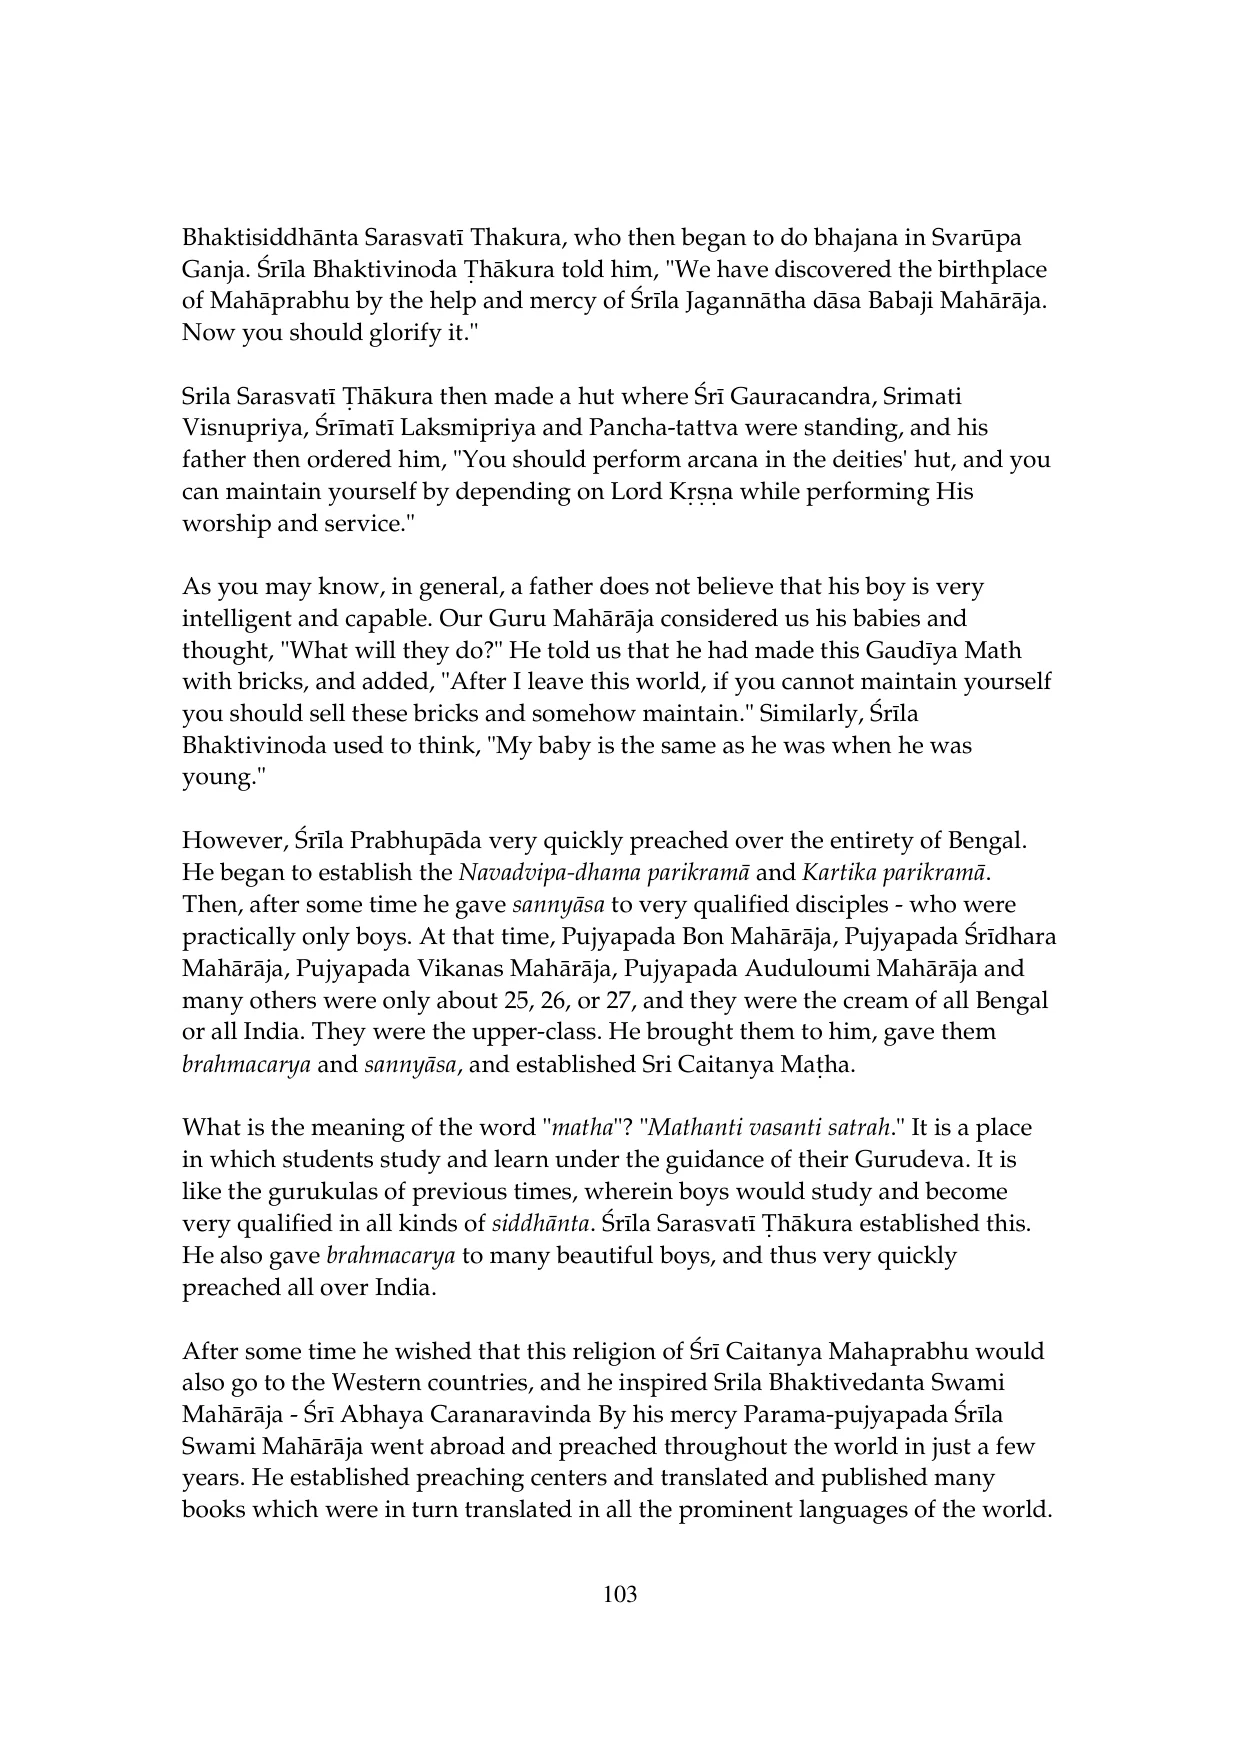 Bhaktisiddhānta Sarasvatī Thakura, who then began to do bhajana in Svarūpa
Ganja. Śrīla Bhaktivinoda Ṭhākura told him, "We have discovered the birthplace
of Mahāprabhu by the help and mercy of Śrīla Jagannātha dāsa Babaji Mahārāja.
Now you should glorify it."
Srila Sarasvatī Ṭhākura then made a hut where Śrī Gauracandra, Srimati
Visnupriya, Śrīmatī Laksmipriya and Pancha-tattva were standing, and his
father then ordered him, "You should perform arcana in the deities' hut, and you
can maintain yourself by depending on Lord Kṛṣṇa while performing His
worship and service."
As you may know, in general, a father does not believe that his boy is very
intelligent and capable. Our Guru Mahārāja considered us his babies and
thought, "What will they do?" He told us that he had made this Gaudīya Math
with bricks, and added, "After I leave this world, if you cannot maintain yourself
you should sell these bricks and somehow maintain." Similarly, Śrīla
Bhaktivinoda used to think, "My baby is the same as he was when he was
young."
However, Śrīla Prabhupāda very quickly preached over the entirety of Bengal.
He began to establish the Navadvipa-dhama parikramā and Kartika parikramā.
Then, after some time he gave sannyāsa to very qualified disciples - who were
practically only boys. At that time, Pujyapada Bon Mahārāja, Pujyapada Śrīdhara
Mahārāja, Pujyapada Vikanas Mahārāja, Pujyapada Auduloumi Mahārāja and
many others were only about 25, 26, or 27, and they were the cream of all Bengal
or all India. They were the upper-class. He brought them to him, gave them
brahmacarya and sannyāsa, and established Sri Caitanya Maṭha.
What is the meaning of the word "matha"? "Mathanti vasanti satrah." It is a place
in which students study and learn under the guidance of their Gurudeva. It is
like the gurukulas of previous times, wherein boys would study and become
very qualified in all kinds of siddhānta. Śrīla Sarasvatī Ṭhākura established this.
He also gave brahmacarya to many beautiful boys, and thus very quickly
preached all over India.
After some time he wished that this religion of Śrī Caitanya Mahaprabhu would
also go to the Western countries, and he inspired Srila Bhaktivedanta Swami
Mahārāja - Śrī Abhaya Caranaravinda By his mercy Parama-pujyapada Śrīla
Swami Mahārāja went abroad and preached throughout the world in just a few
years. He established preaching centers and translated and published many
books which were in turn translated in all the prominent languages of the world.
103